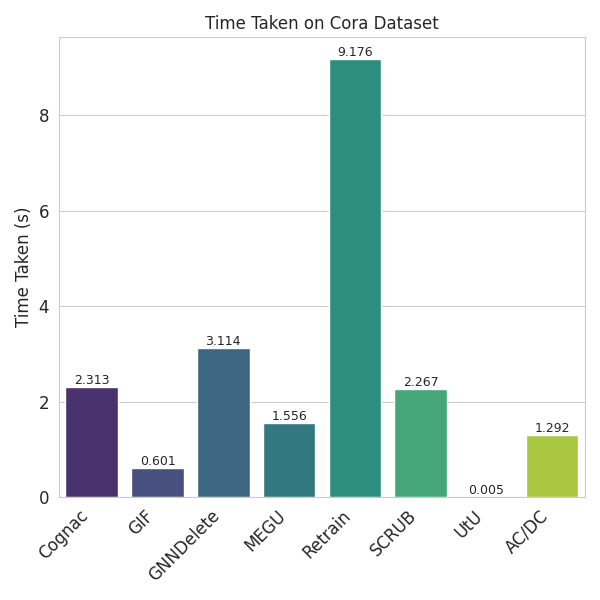 Time Taken on Cora Dataset
Time Taken (s)
8
6
4
2
0
2.313
0.601
3.114
1.556
9.176
2.267
0.005
1.292
Cognac
GIF
GNNDelete
MEGU
Retrain
SCRUB
UtU
AC/DC